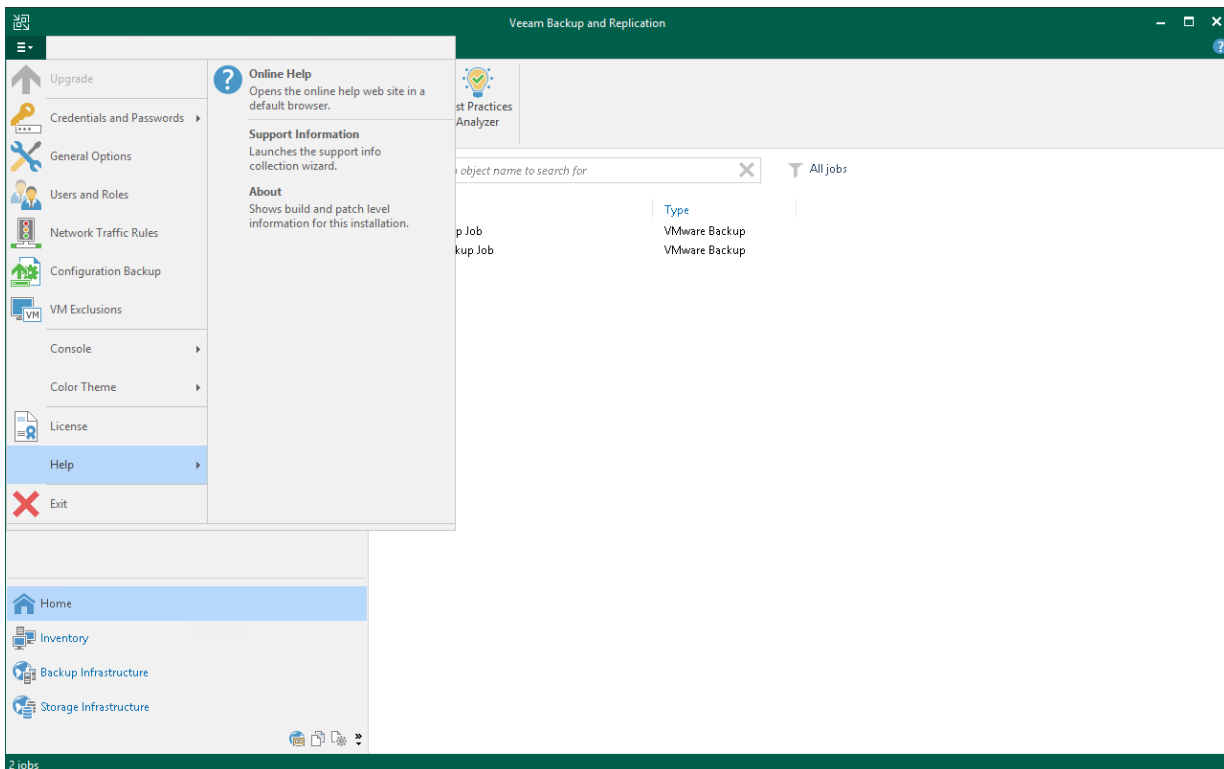 Veeam Backup and Replication
Upgrade
Credentials and Passwords
General Options
Users and Roles
Network Traffic Rules
Configuration Backup
VM Exclusions
VM
Console
Color Theme
License
Help
Exit
Online Help
Opens the online help web site in a
default browser.
Support Information
Launches the support info
collection wizard.
About
Shows build and patch level
information for this installation.
st Practices
Analyzer
object name to search for
All jobs
Type
p Job
VMware Backup
kup Job
VMware Backup
Home
Inventory
Backup Infrastructure
Storage Infrastructure
2 jobs